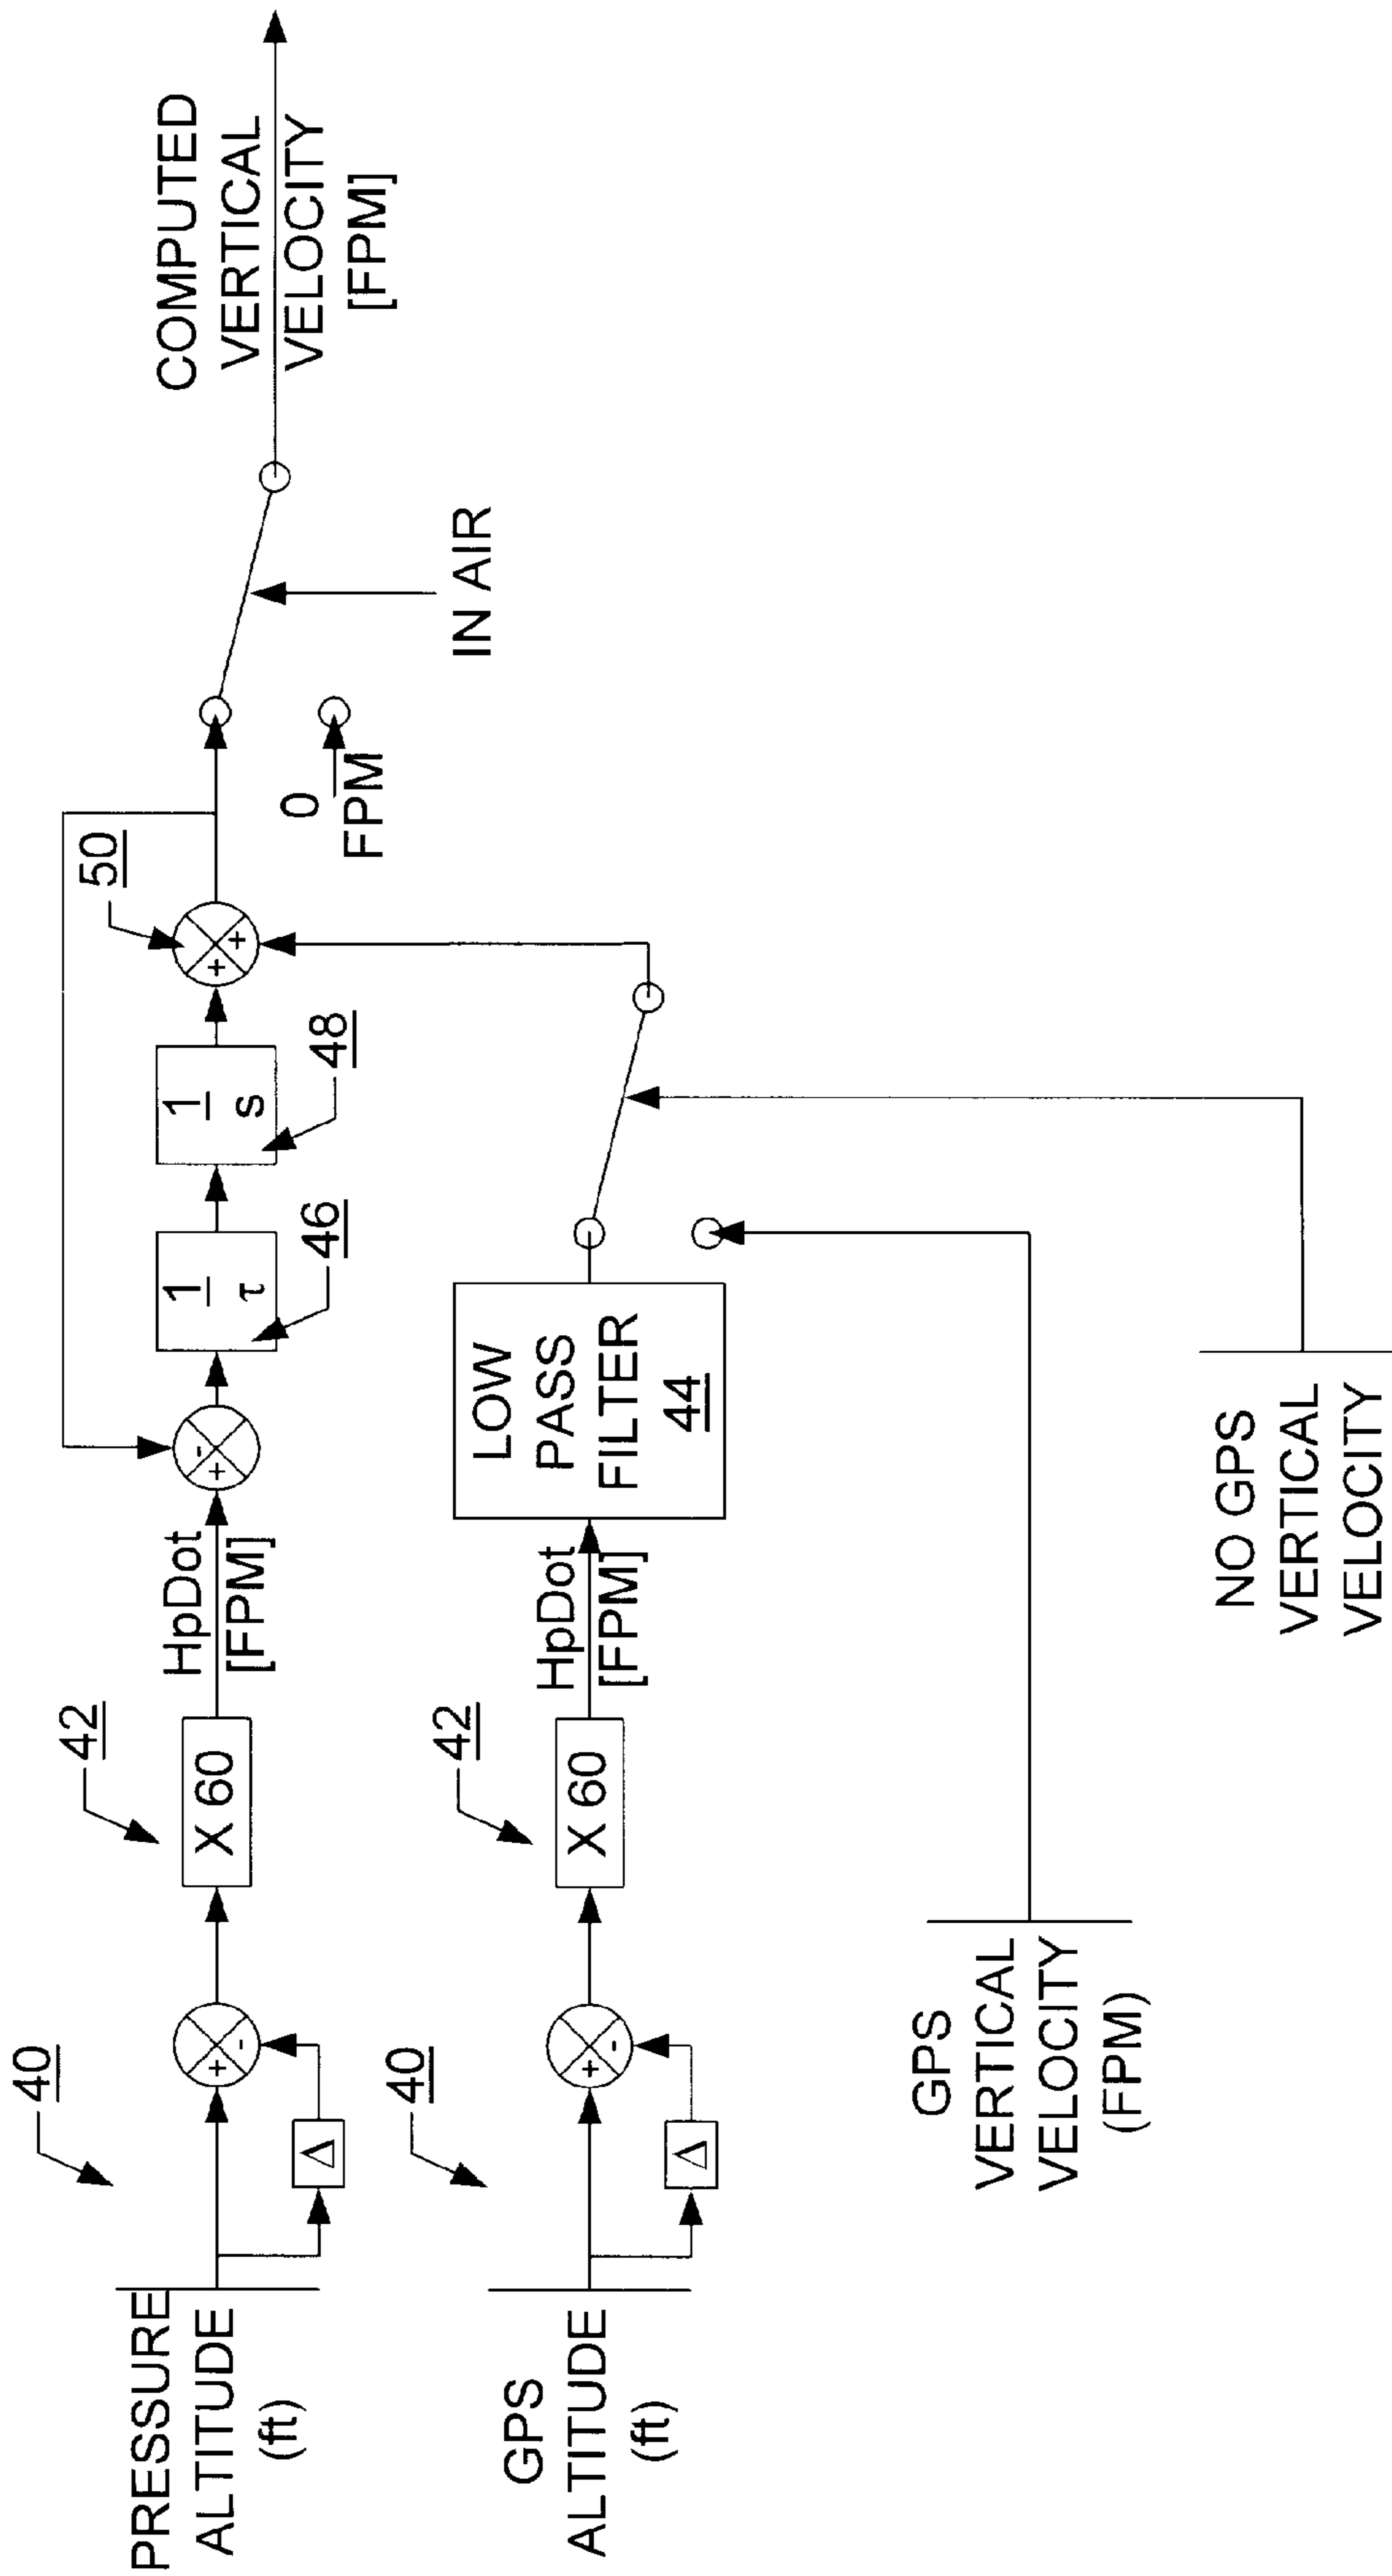 PRESSURE
ALTITUDE
(ft)
40
+
-
Δ
42
X 60
HpDot
[FPM]
-
+
1
τ
46
1
s
48
50
+
+
0
FPM
IN AIR
COMPUTED
VERTICAL
VELOCITY
[FPM]
GPS
ALTITUDE
(ft)
40
+
-
Δ
42
X 60
HpDot
[FPM]
LOW
PASS
FILTER
44
GPS
VERTICAL
VELOCITY
(FPM)
NO GPS
VERTICAL
VELOCITY